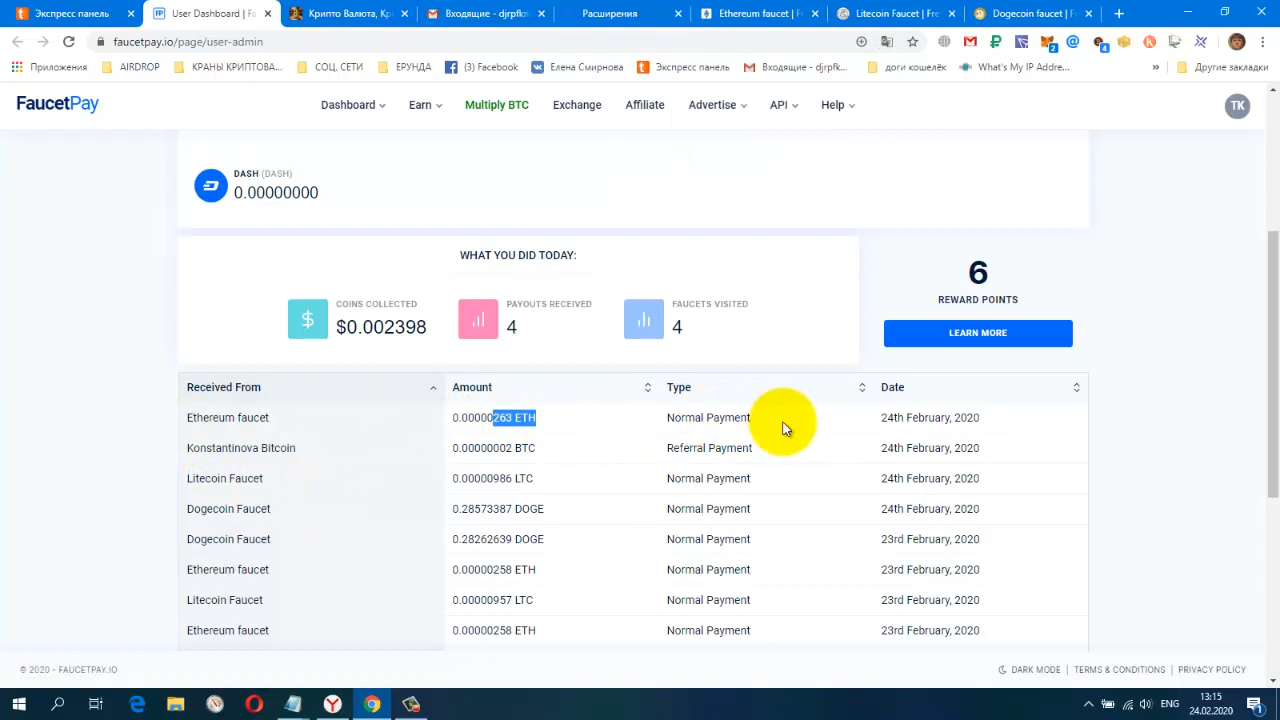 Экспресс панель
User Dashboard | Fa
Крипто Валюта, Кр
Входящие - djrpfkn
Расширения
Ethereum faucet | F
Litecoin Faucet | Fre
Dogecoin faucet | F
faucetpay.io/page/user-admin
2
4
Приложения
AIRDROP
КРАНЫ КРИПТОВА...
СОЦ. СЕТИ
ЕРУНДА
(3) Facebook
Елена Смирнова
Экспресс панель
Входящие - djrpfk...
доги кошелёк
What's My IP Addre...
»
Другие закладки
FaucetPay
Dashboard
Earn
Multiply BTC
Exchange
Affiliate
Advertise
API
Help
TK
DASH (DASH)
0.00000000
WHAT YOU DID TODAY:
COINS COLLECTED
$0.002398
PAYOUTS RECEIVED
4
FAUCETS VISITED
4
6
REWARD POINTS
LEARN MORE
Received From Amount Type Date
Ethereum faucet 0.00000263 ETH Normal Payment 24th February, 2020
Konstantinova Bitcoin 0.00000002 BTC Referral Payment 24th February, 2020
Litecoin Faucet 0.00000986 LTC Normal Payment 24th February, 2020
Dogecoin Faucet 0.28573387 DOGE Normal Payment 24th February, 2020
Dogecoin Faucet 0.28262639 DOGE Normal Payment 23rd February, 2020
Ethereum faucet 0.00000258 ETH Normal Payment 23rd February, 2020
Litecoin Faucet 0.00000957 LTC Normal Payment 23rd February, 2020
Ethereum faucet 0.00000258 ETH Normal Payment 23rd February, 2020
© 2020 - FAUCETPAY.IO
DARK MODE | TERMS & CONDITIONS | PRIVACY POLICY
ENG
13:15
24.02.2020
1